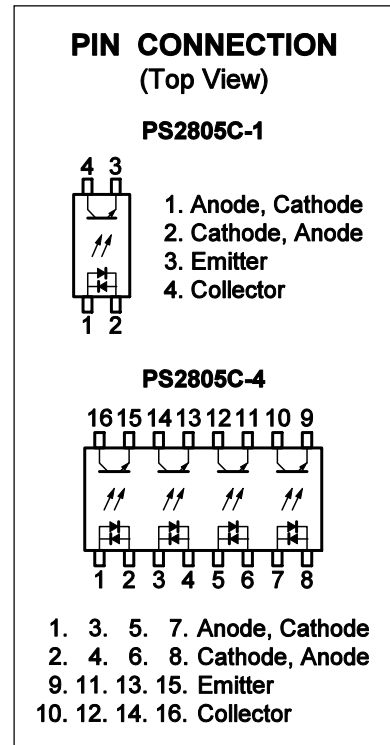 PIN CONNECTION
(Top View)
PS2805C-1
4 3
1. Anode, Cathode
2. Cathode, Anode
3. Emitter
4. Collector
1 2
PS2805C-4
16 15 14 13 12 11 10 9
1 2 3 4 5 6 7 8
1. 3. 5. 7. Anode, Cathode
2. 4. 6. 8. Cathode, Anode
9. 11. 13. 15. Emitter
10. 12. 14. 16. Collector